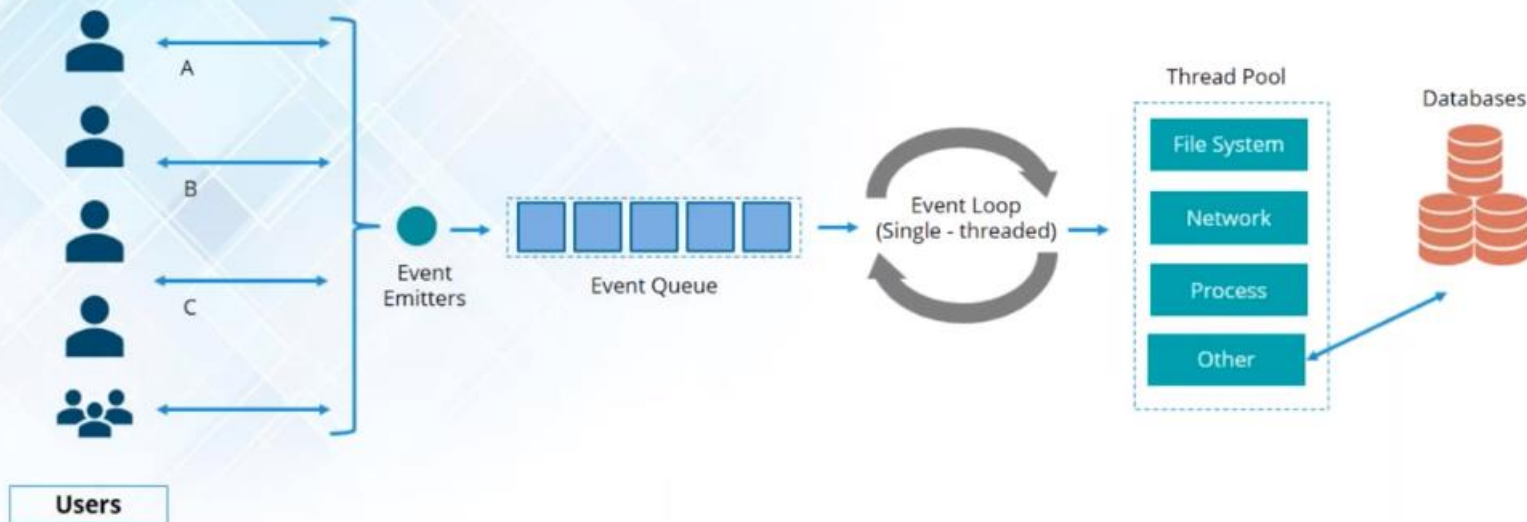 A
B
C
Users
Event
Emitters
Event Queue
Event Loop
(Single - threaded)
Thread Pool
File System
Network
Process
Other
Databases